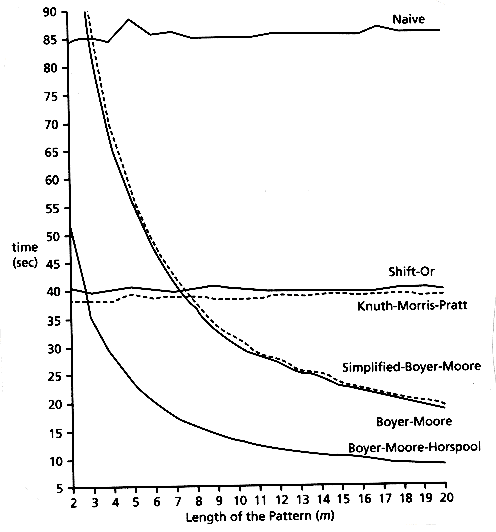 90
Naive
85
80
75
70
65
60
55
50
time
(sec)
45
Shift-Or
40
Knuth-Morris-Pratt
35
30
Simplified-Boyer-Moore
25
20
Boyer-Moore
15
Boyer-Moore-Horspool
10
5
2 3 4 5 6 7 8 9 10 11 12 13 14 15 16 17 18 19 20
Length of the Pattern (m)